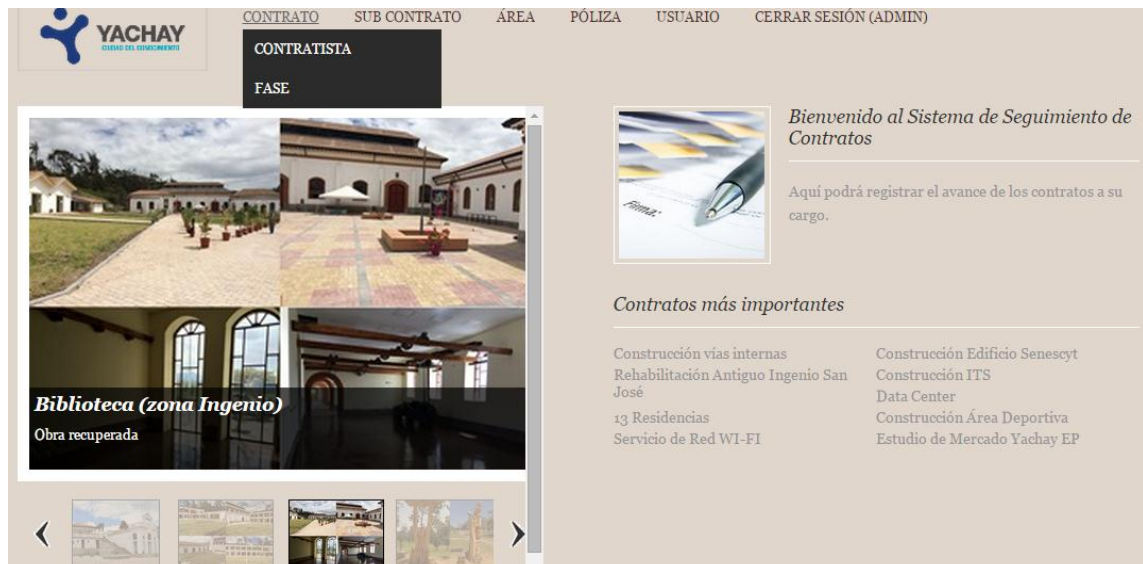 YACHAY
CIUDAD DEL CONOCIMIENTO
CONTRATO SUB CONTRATO ÁREA PÓLIZA USUARIO CERRAR SESIÓN (ADMIN)
CONTRATISTA
FASE
Biblioteca (zona Ingenio)
Obra recuperada
Firma:
Bienvenido al Sistema de Seguimiento de
Contratos
Aquí podrá registrar el avance de los contratos a su
cargo.
Contratos más importantes
Construcción vías internas
Rehabilitación Antiguo Ingenio San
José
13 Residencias
Servicio de Red WI-FI
Construcción Edificio Senescyt
Construcción ITS
Data Center
Construcción Área Deportiva
Estudio de Mercado Yachay EP